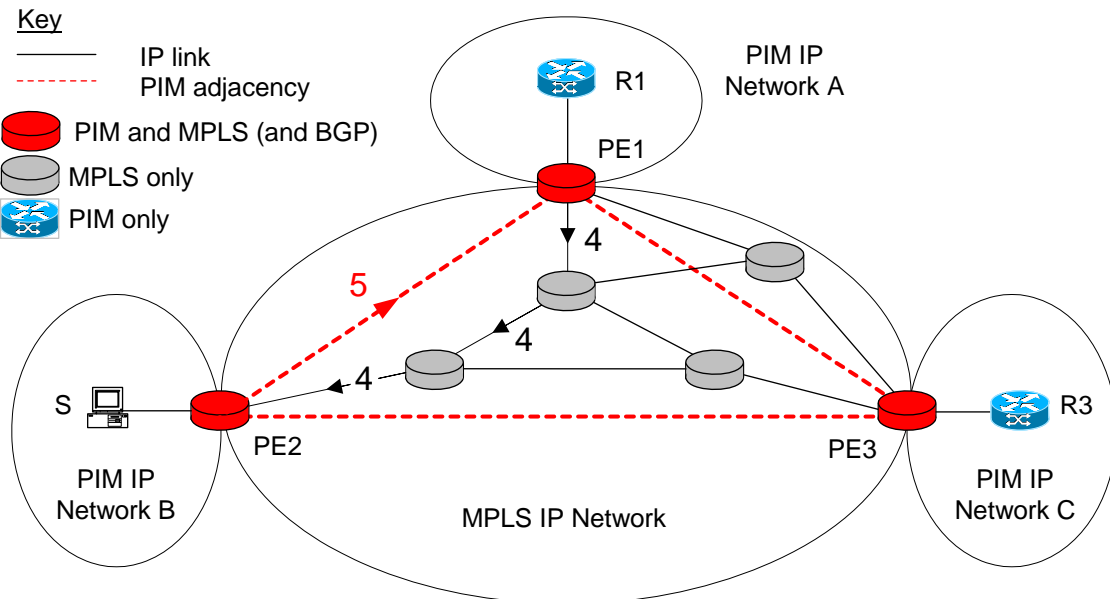 Key
IP link
PIM adjacency
PIM and MPLS (and BGP)
MPLS only
PIM only
PIM IP
Network A
R1
PE1
4
5
4
4
S
PE2
PIM IP
Network B
MPLS IP Network
PE3
R3
PIM IP
Network C